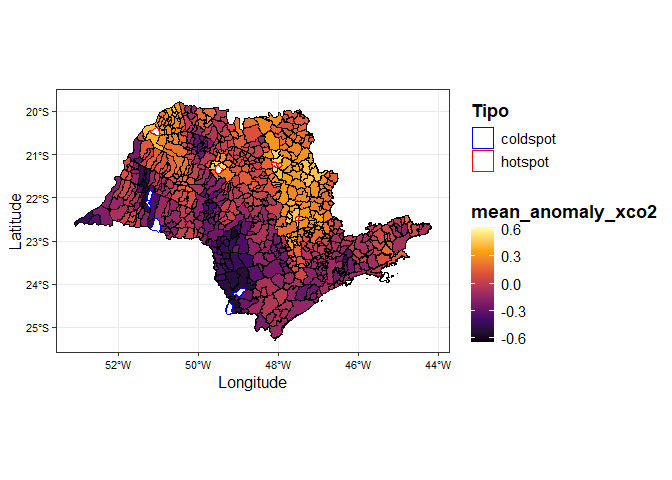 20°S
21°S
22°S
23°S
24°S
25°S
Latitude
52°W 50°W 48°W 46°W 44°W
Longitude
Tipo
coldspot
hotspot
mean_anomaly_xco2
0.6
0.3
0.0
-0.3
-0.6